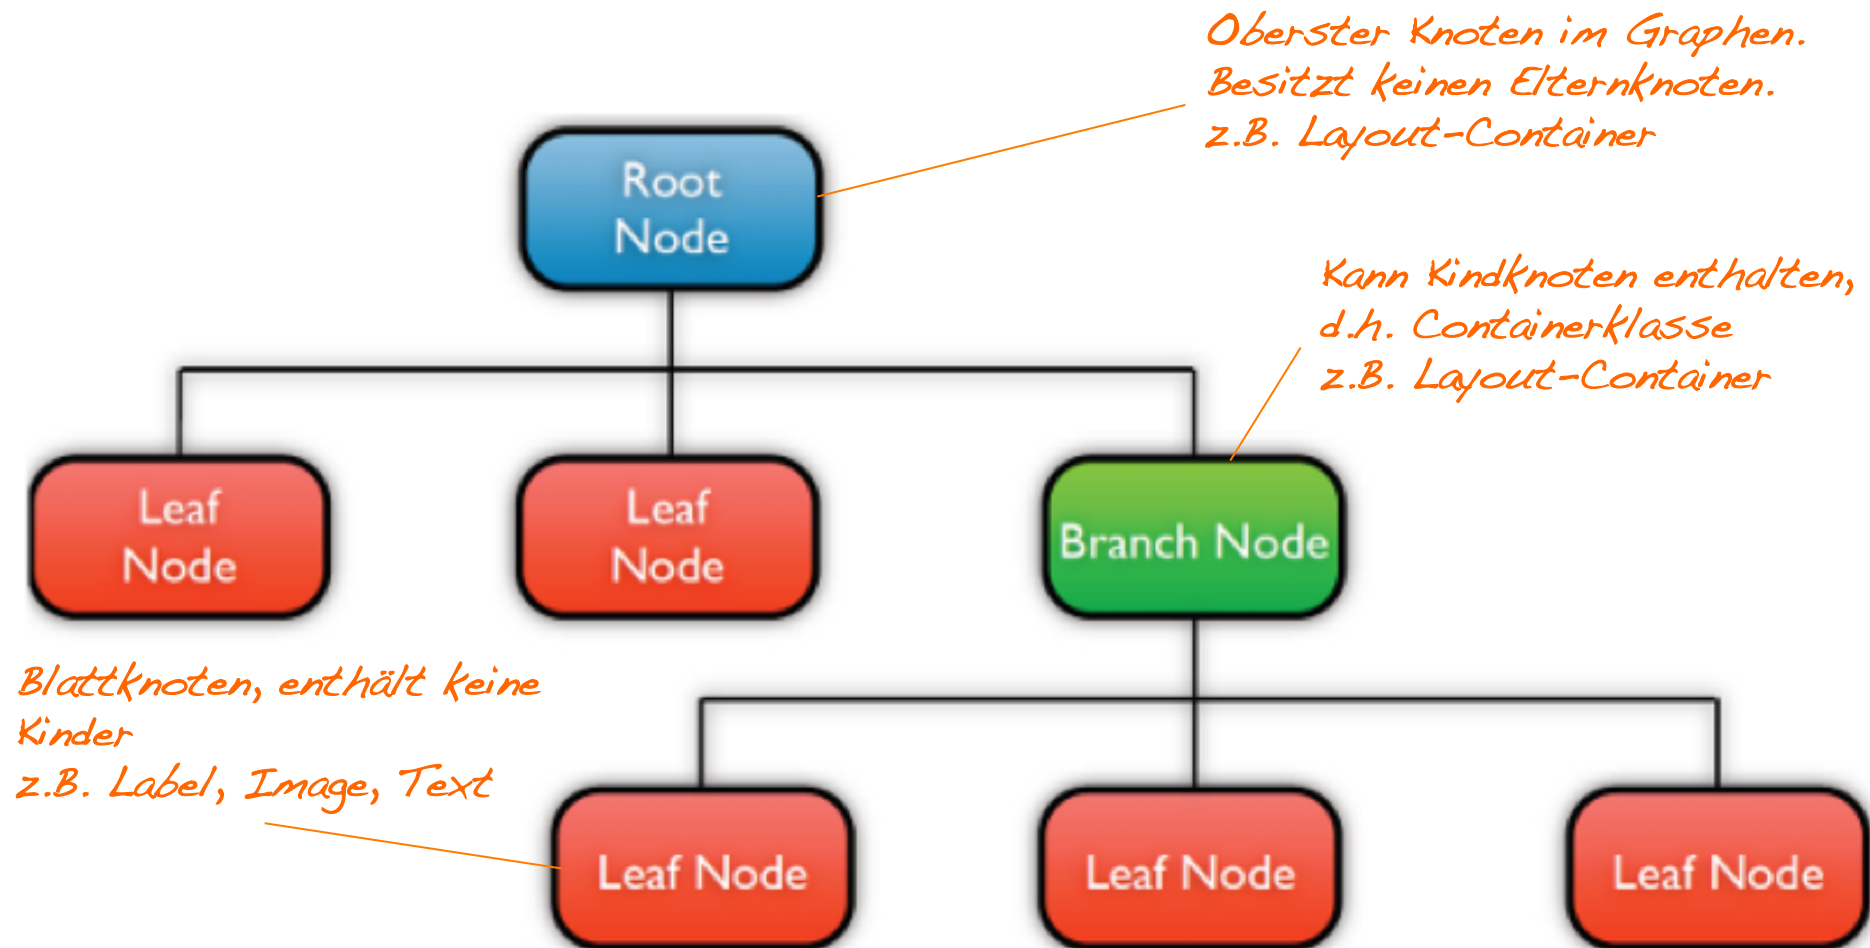 Oberster Knoten im Graphen.
Besitzt keinen Elternknoten.
z.B. Layout-Container
Root
Node
Kann Kindknoten enthalten,
d.h. Containerklasse
z.B. Layout-Container
Leaf
Node
Leaf
Node
Branch Node
Blattknoten, enthält keine
Kinder
z.B. Label, Image, Text
Leaf Node
Leaf Node
Leaf Node